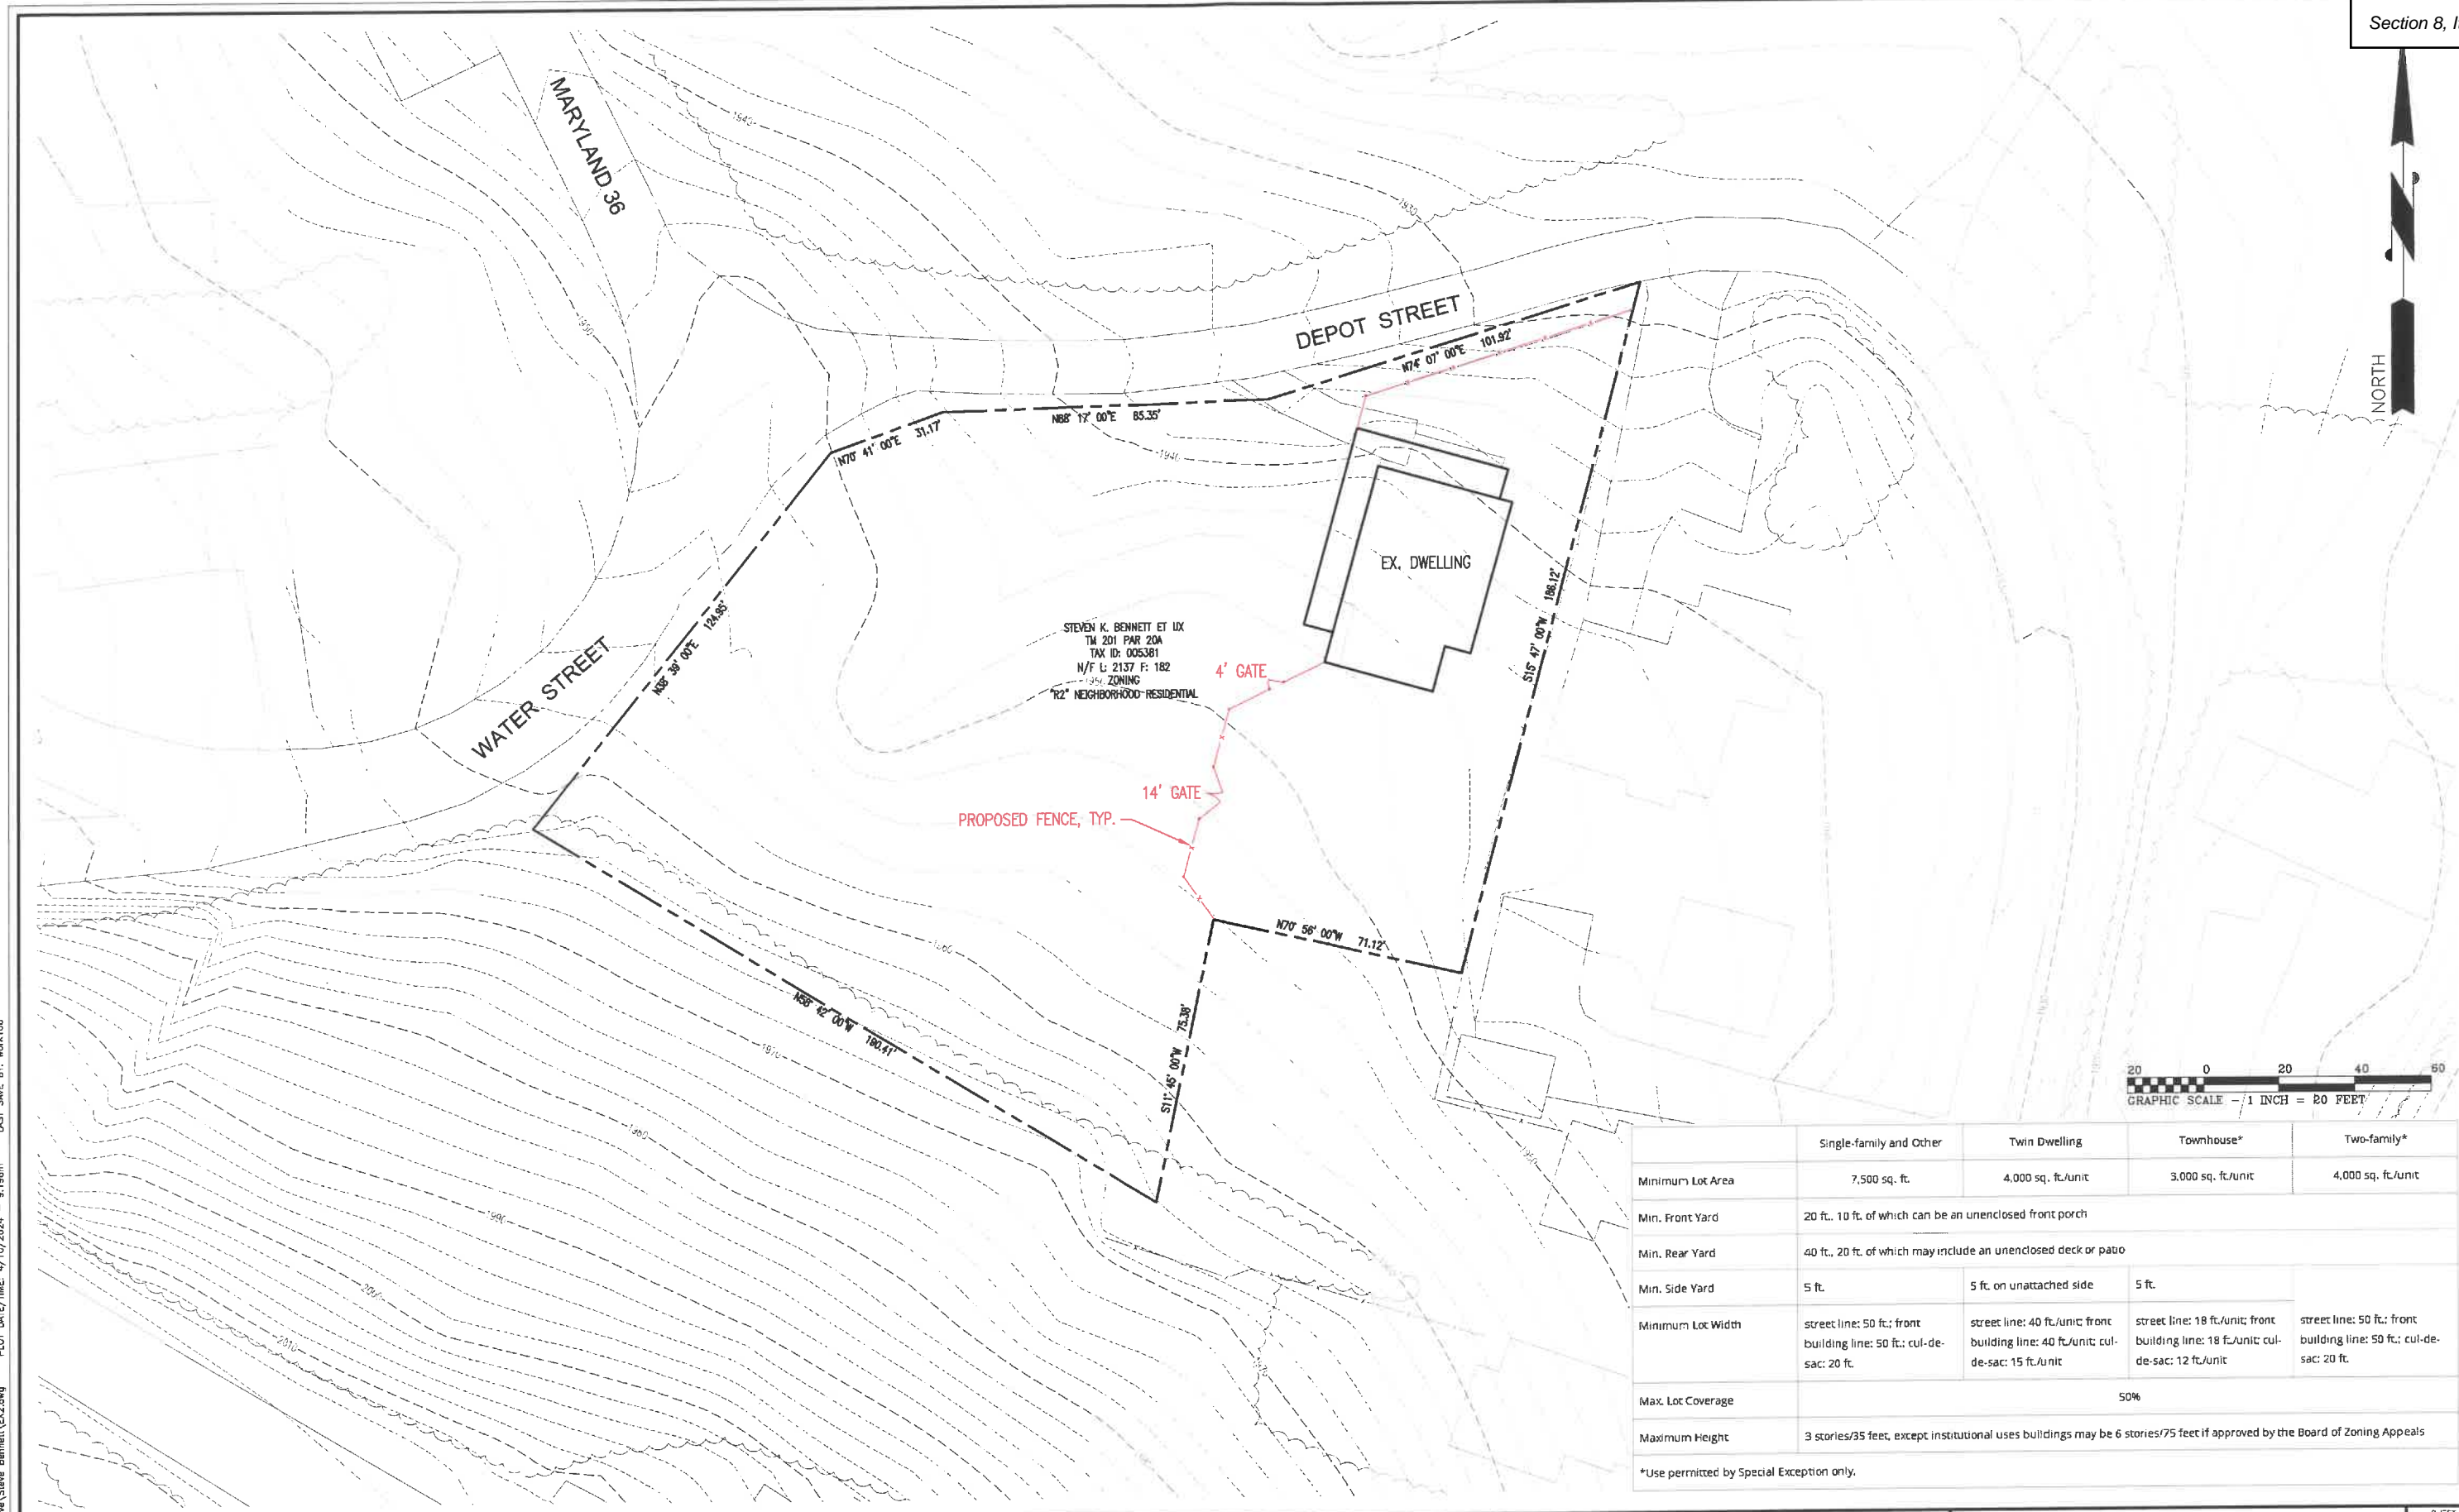 Section 8, I
MARYLAND 36
DEPOT STREET
WATER STREET
NORTH
1940
1930
1940
N74° 07' 00"E 101.92'
N88° 17' 00"E 85.35'
N70° 41' 00"E 31.17'
N38° 39' 00"E 124.95'
S15° 47' 00"W 186.12'
N70° 56' 00"W 71.12'
S11° 45' 00"W 75.38'
N58° 42' 00"W 190.41'
EX. DWELLING
STEVEN K. BENNETT ET UX
TM 201 PAR 20A
TAX ID: 005381
N/F L: 2137 F: 182
ZONING
"R2" NEIGHBORHOOD RESIDENTIAL
4' GATE
14' GATE
PROPOSED FENCE, TYP.
1960
1970
1980
1990
2000
2010
1950
20 0 20 40 60
GRAPHIC SCALE - 1 INCH = 20 FEET
Single-family and Other Twin Dwelling Townhouse* Two-family*
Minimum Lot Area 7,500 sq. ft. 4,000 sq. ft./unit 3,000 sq. ft./unit 4,000 sq. ft./unit
Min. Front Yard 20 ft., 10 ft. of which can be an unenclosed front porch
Min. Rear Yard 40 ft., 20 ft. of which may include an unenclosed deck or patio
Min. Side Yard 5 ft. 5 ft. on unattached side 5 ft.
Minimum Lot Width
street line: 50 ft.; front
building line: 50 ft.; cul-de-
sac: 20 ft.
street line: 40 ft./unit; front
building line: 40 ft./unit; cul-
de-sac: 15 ft./unit
street line: 18 ft./unit; front
building line: 18 ft./unit cul-
de-sac: 12 ft./unit
street line: 50 ft.; front
building line: 50 ft.; cul-de-
sac: 20 ft.
Max. Lot Coverage 50%
Maximum Height 3 stories/35 feet, except institutional uses buildings may be 6 stories/75 feet if approved by the Board of Zoning Appeals
*Use permitted by Special Exception only.